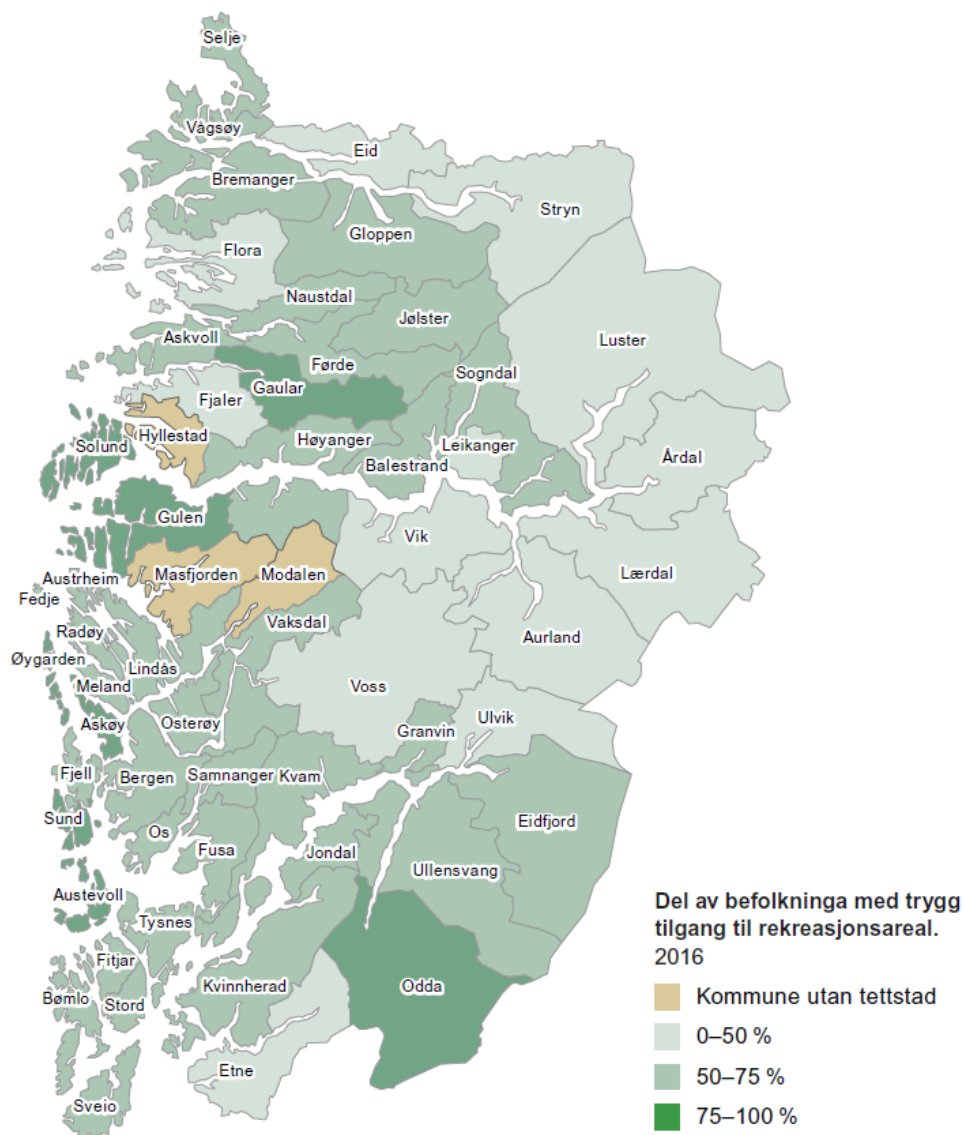 Selje
Vågsøy
Eid
Bremanger
Stryn
Gloppen
Flora
Naustdal
Jølster
Luster
Askvoll
Førde
Sogndal
Gaular
Fjaler
Hyllestad
Høyanger
Leikanger
Solund
Årdal
Balestrand
Gulen
Vik
Masfjorden
Modalen
Lærdal
Austrheim
Fedje
Vaksdal
Radøy
Aurland
Øygarden
Lindås
Meland
Voss
Askøy
Osterøy
Ulvik
Granvin
Fjell
Bergen
Samnanger
Kvam
Sund
Eidfjord
Os
Fusa
Jondal
Ullensvang
Austevoll
Tysnes
Fitjar
Kvinnherad
Odda
Bømlo
Stord
Etne
Sveio
Del av befolkninga med trygg
tilgang til rekreasjonsareal.
2016
Kommune utan tettstad
0–50 %
50–75 %
75–100 %